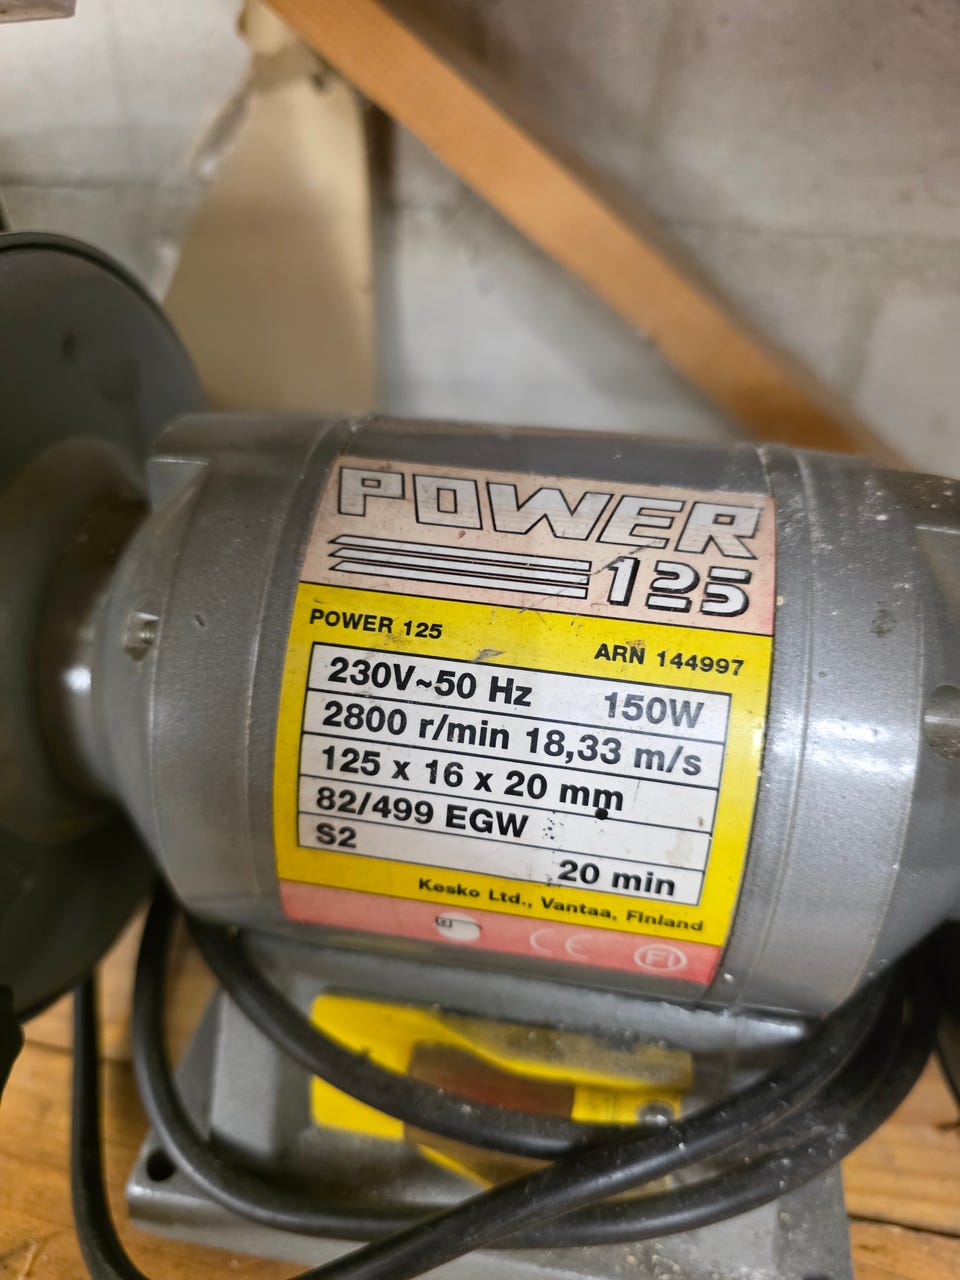 POWER
125
POWER 125 ARN 144997
230V~50 Hz 150W
2800 r/min 18,33 m/s
125 x 16 x 20 mm
82/499 EGW
S2 20 min
Kesko Ltd., Vantaa, Finland
CE FI